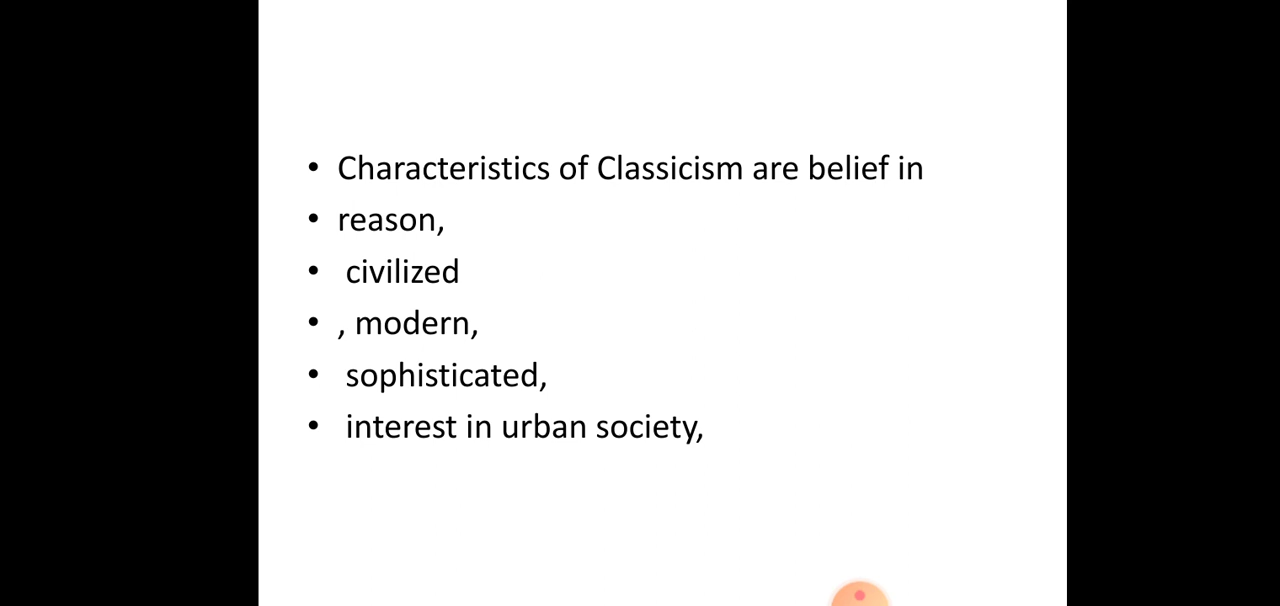 • Characteristics of Classicism are belief in
• reason,
• civilized
• , modern,
• sophisticated,
• interest in urban society,